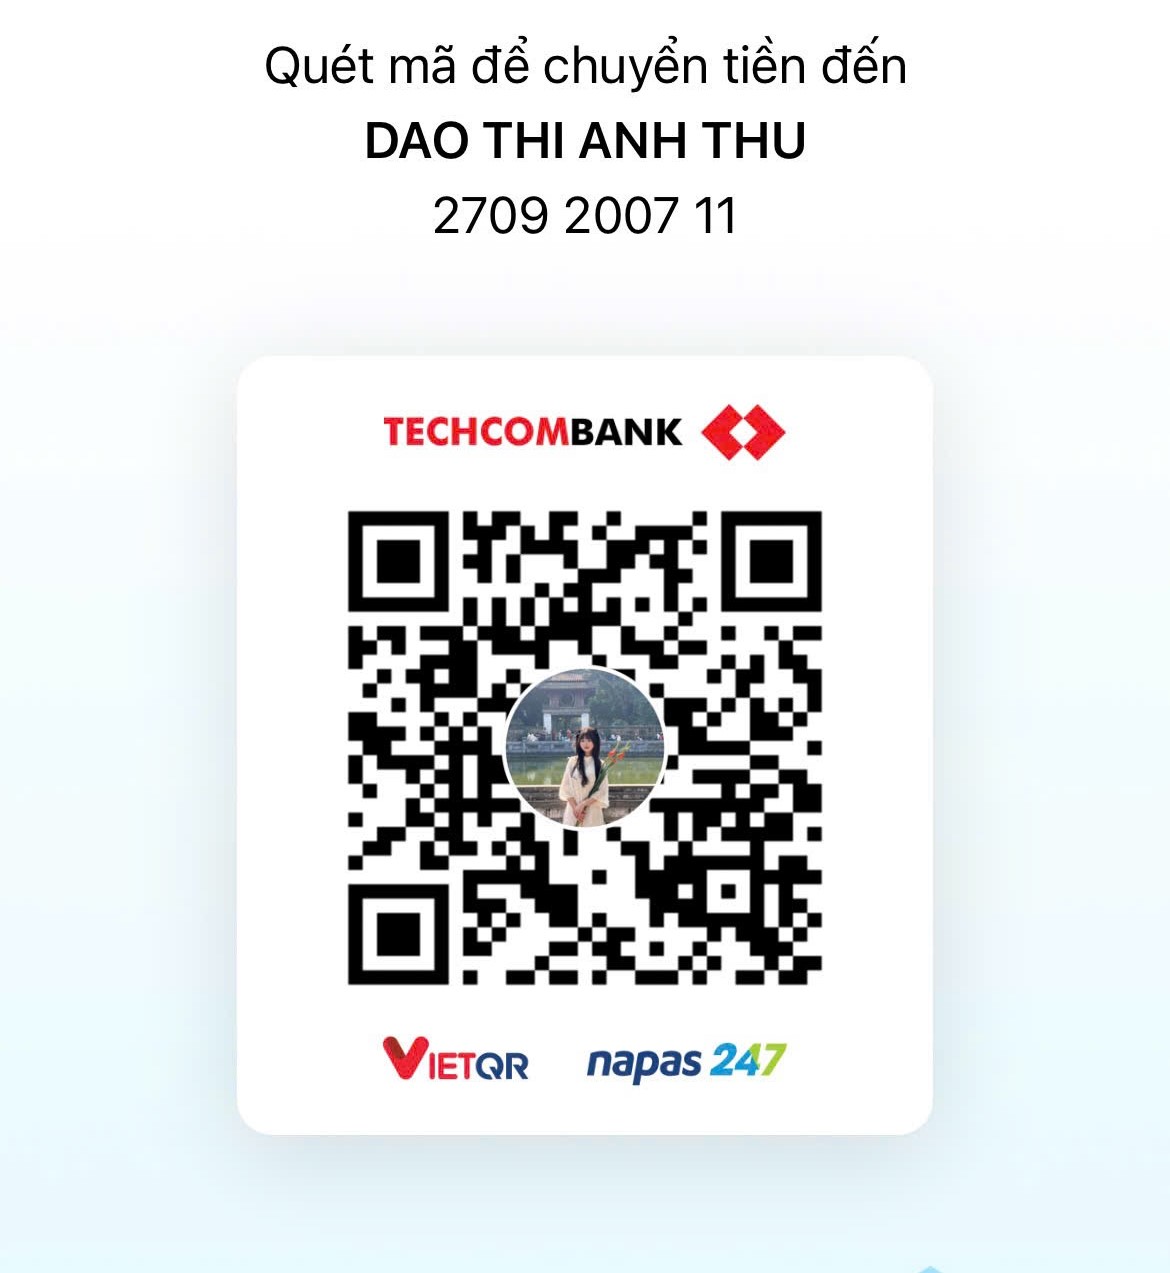 Quét mã để chuyển tiền đến
DAO THI ANH THU
2709 2007 11
TECHCOMBANK
VIETQR
napas 247